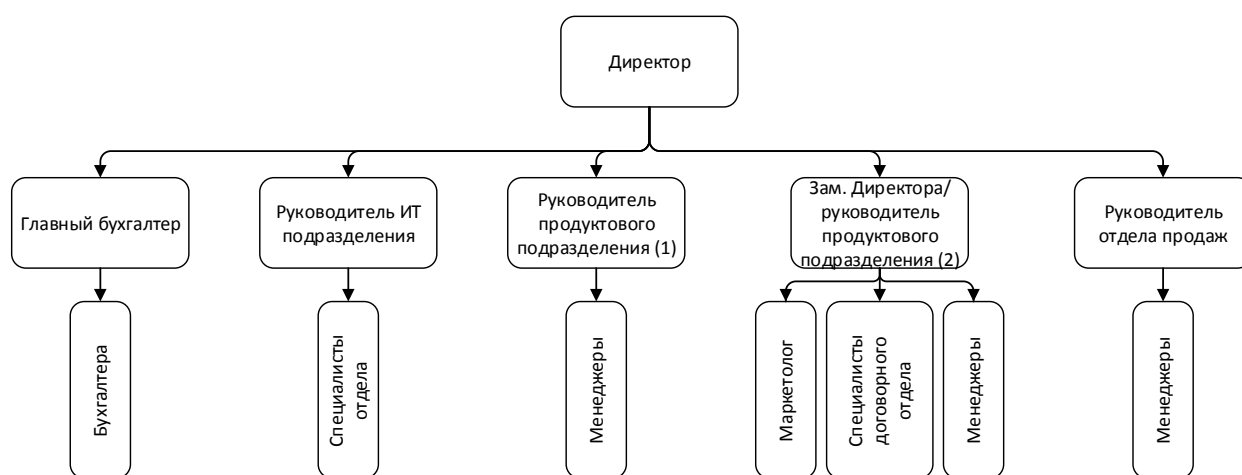 Директор
Главный бухгалтер
Руководитель ИТ
подразделения
Руководитель
продуктового
подразделения (1)
Зам. Директора/
руководитель
продуктового
подразделения (2)
Руководитель
отдела продаж
Бухгалтера
Специалисты
отдела
Менеджеры
Маркетолог
Специалисты
договорного
отдела
Менеджеры
Менеджеры